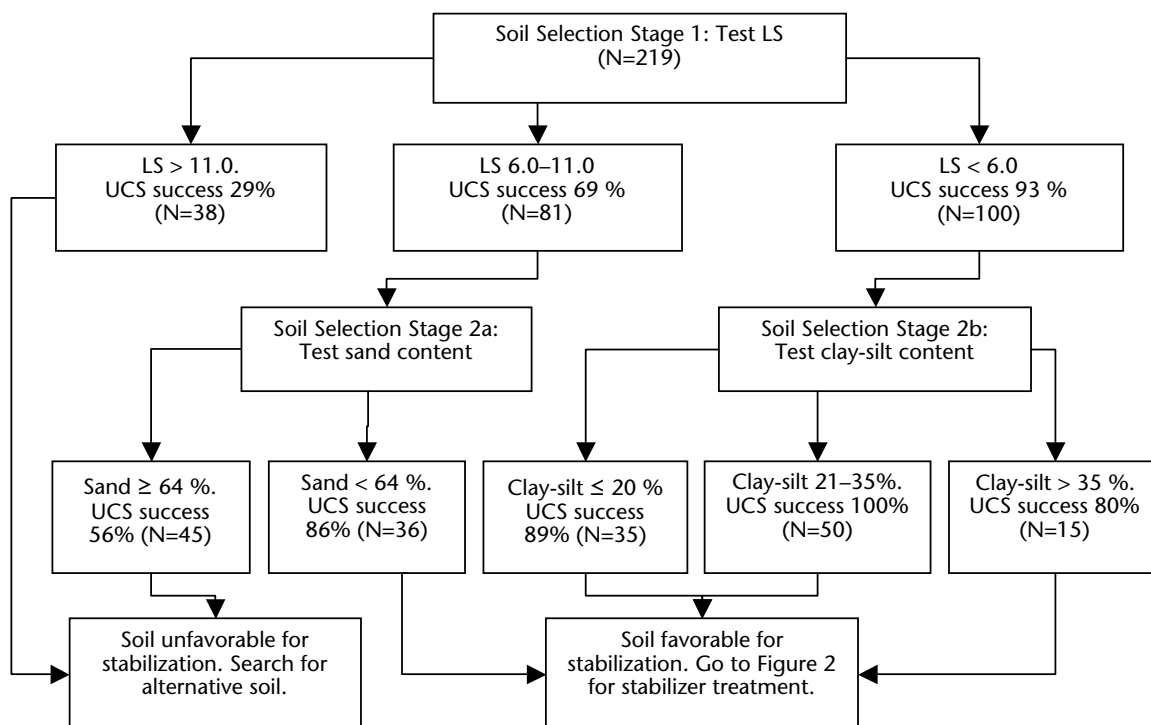 Soil Selection Stage 1: Test LS
(N=219)
LS > 11.0.
UCS success 29%
(N=38)
LS 6.0–11.0
UCS success 69 %
(N=81)
LS < 6.0
UCS success 93 %
(N=100)
Soil Selection Stage 2a:
Test sand content
Soil Selection Stage 2b:
Test clay-silt content
Sand ≥ 64 %.
UCS success
56% (N=45)
Sand < 64 %.
UCS success
86% (N=36)
Clay-silt ≤ 20 %
UCS success
89% (N=35)
Clay-silt 21–35%.
UCS success 100%
(N=50)
Clay-silt > 35 %.
UCS success 80%
(N=15)
Soil unfavorable for
stabilization. Search for
alternative soil.
Soil favorable for
stabilization. Go to Figure 2
for stabilizer treatment.